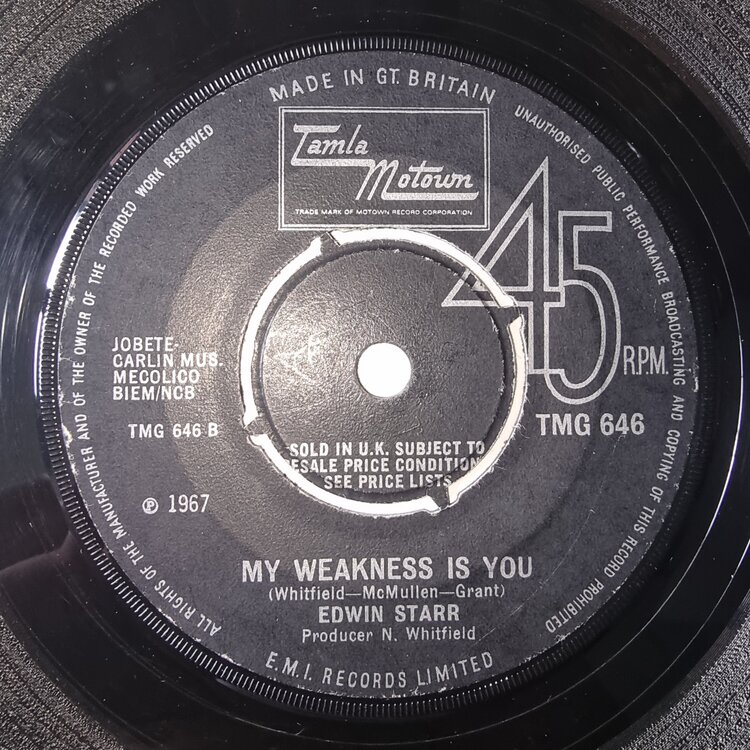 MADE IN GT. BRITAIN
Tamla
Motown
TRADE MARK OF MOTOWN RECORD CORPORATION
45
R.P.M.
JOBETE-
CARLIN MUS.
MECOLICO
BIEM/NCB
TMG 646 B
TMG 646
SOLD IN U.K. SUBJECT TO
ESALE PRICE CONDITION
SEE PRICE LISTS
℗ 1967
MY WEAKNESS IS YOU
(Whitfield—McMullen—Grant)
EDWIN STARR
Producer N. Whitfield
E.M.I. RECORDS LIMITED
ALL RIGHTS OF THE MANUFACTURER AND OF THE OWNER OF THE RECORDED WORK RESERVED
UNAUTHORISED PUBLIC PERFORMANCE BROADCASTING AND COPYING OF THIS RECORD PROHIBITED